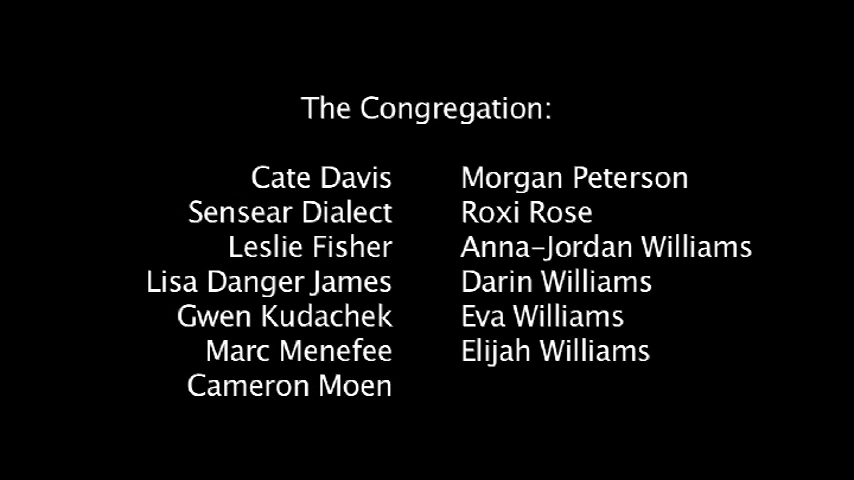 The Congregation:
Cate Davis
Sensear Dialect
Leslie Fisher
Lisa Danger James
Gwen Kudachek
Marc Menefee
Cameron Moen
Morgan Peterson
Roxi Rose
Anna-Jordan Williams
Darin Williams
Eva Williams
Elijah Williams